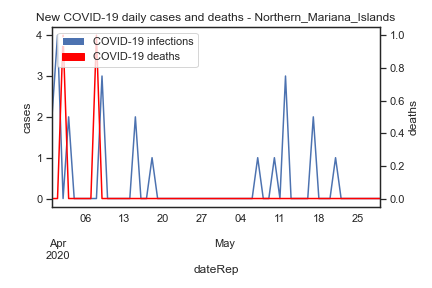 New COVID-19 daily cases and deaths - Northern_Mariana_Islands
COVID-19 infections
COVID-19 deaths
4
3
2
1
0
cases
1.0
0.8
0.6
0.4
0.2
0.0
deaths
06 13 20 27 04 11 18 25
Apr May
2020
dateRep